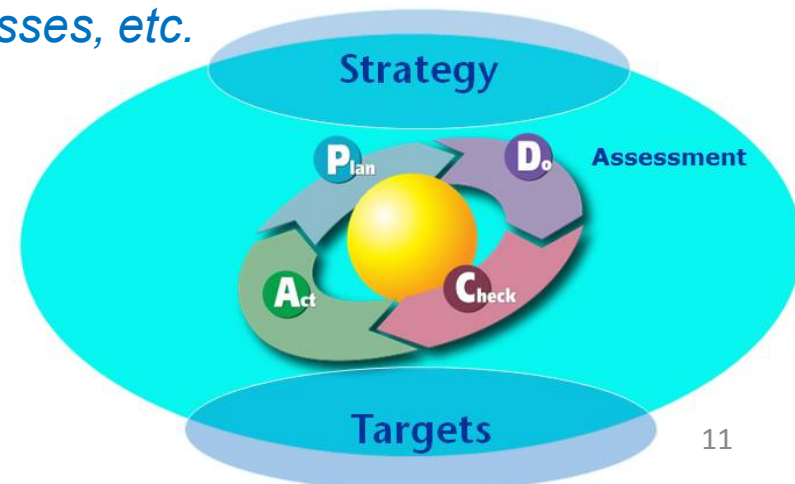 sses, etc.
Strategy
Plan
Do
Assessment
Act
Check
Targets
11